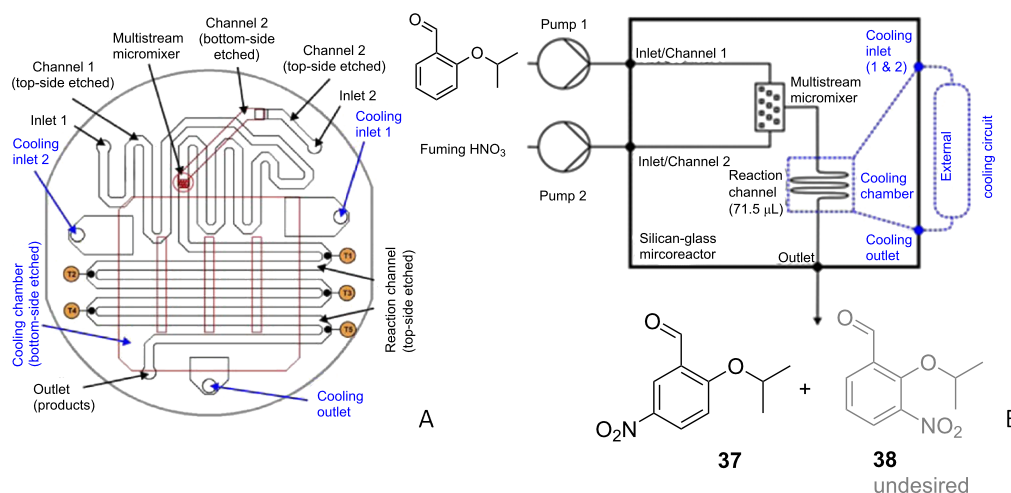 Channel 2
(bottom-side
etched)
Multistream
micromixer
Channel 2
(top-side etched)
Channel 1
(top-side etched)
Inlet 2
Inlet 1
Cooling
inlet 1
Cooling
inlet 2
T1
T2
T3
T4
T5
Cooling chamber
(bottom-side etched)
Reaction channel
(top-side etched)
Outlet
(products)
Cooling
outlet
A
O
O
Pump 1
Inlet/Channel 1
Cooling
inlet
(1 & 2)
Multistream
micromixer
Fuming HNO3
Inlet/Channel 2
Pump 2
Reaction
channel
(71.5 µL)
Cooling
chamber
External
cooling circuit
Silican-glass
mircoreactor
Outlet
Cooling
outlet
O
O
O2N
+
O
O
NO2
37
38
undesired